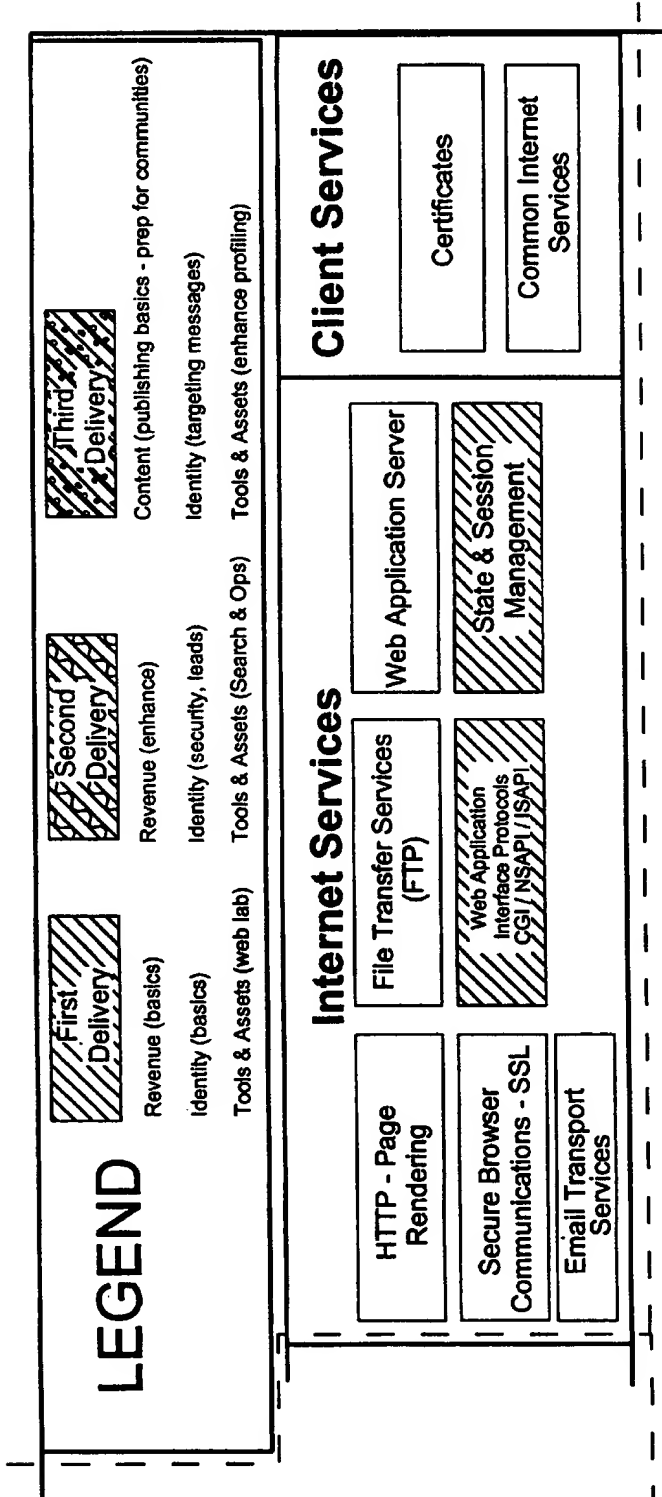 LEGEND
First
Delivery
Revenue (basics)
Identity (basics)
Tools & Assets (web lab)
Second
Delivery
Revenue (enhance)
Identity (security, leads)
Tools & Assets (Search & Ops)
Third
Delivery
Content (publishing basics - prep for communities)
Identity (targeting messages)
Tools & Assets (enhance profiling)
Internet Services
HTTP - Page
Rendering
File Transfer Services
(FTP)
Web Application Server
Secure Browser
Communications - SSL
Web Application
Interface Protocols
CGI / NSAPI / ISAPI
State & Session
Management
Email Transport
Services
Client Services
Certificates
Common Internet
Services